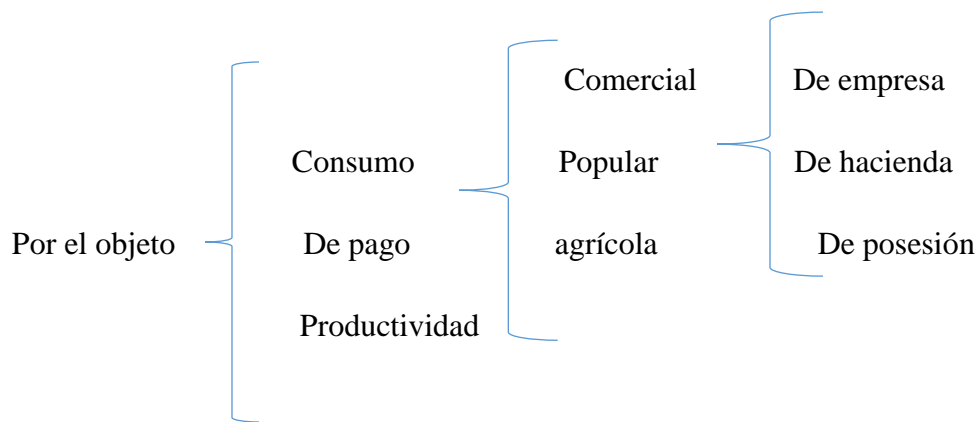 Por el objeto
Consumo
De pago
Productividad
Comercial
Popular
agrícola
De empresa
De hacienda
De posesión